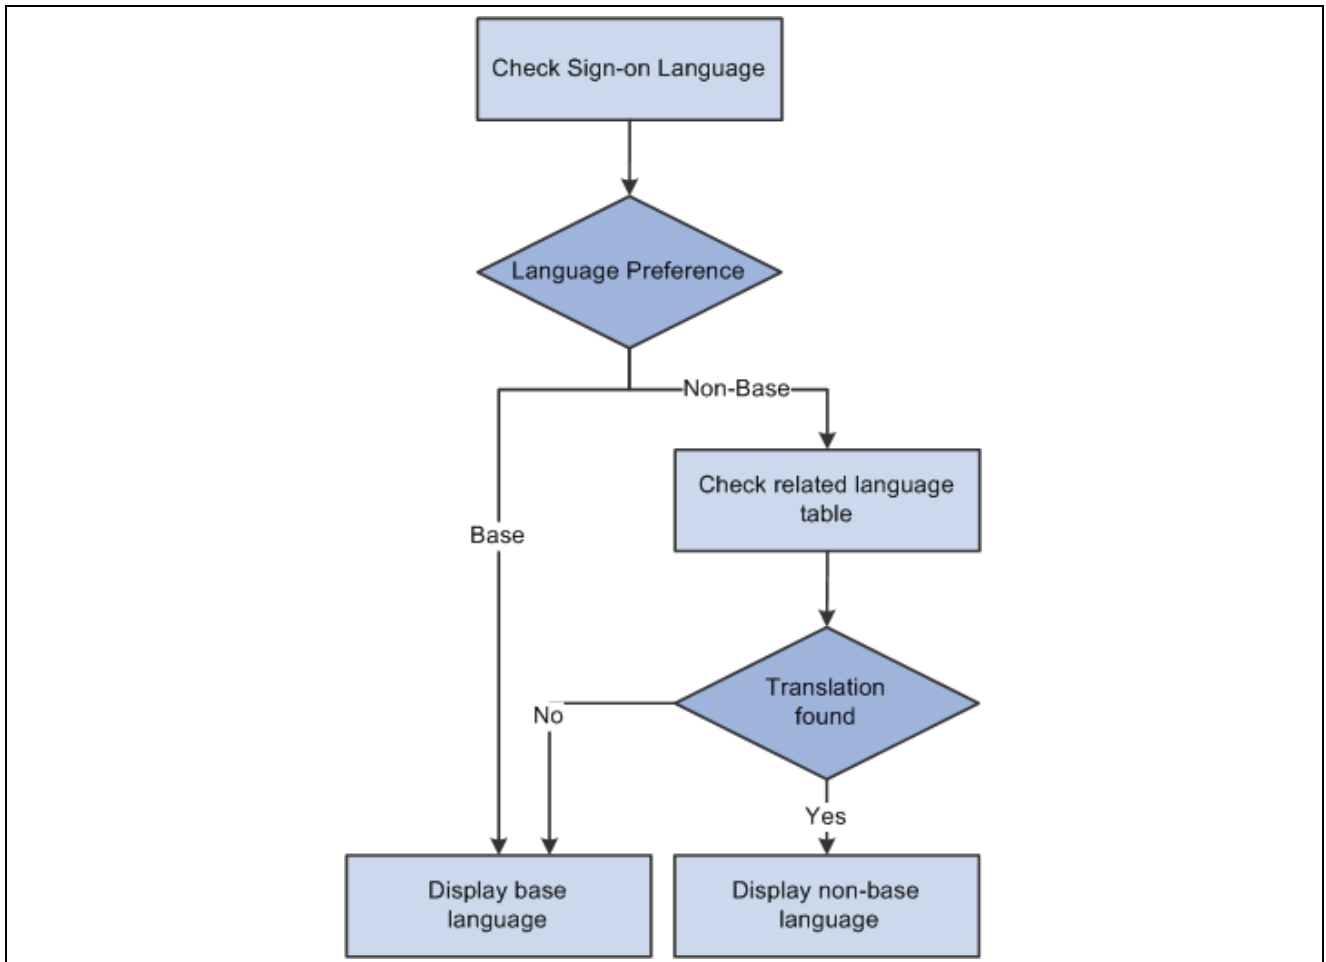 Check Sign-on Language
Language Preference
Non-Base
Check related language
table
Base
Translation
found
No
Yes
Display base
language
Display non-base
language